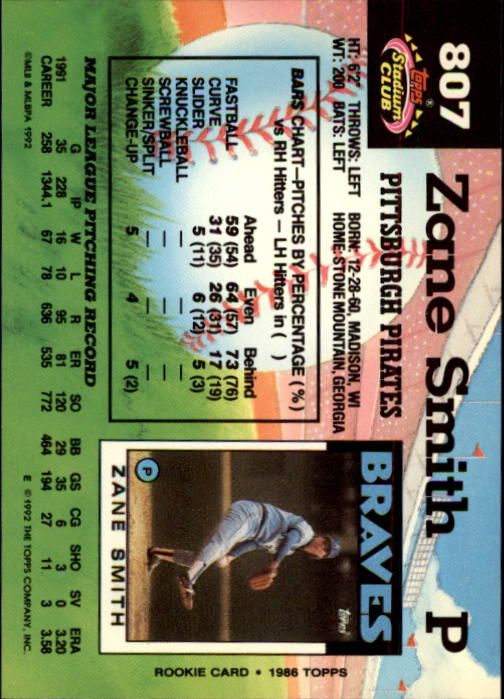 807
Zane Smith P
Topps®
Stadium
CLUB
PITTSBURGH PIRATES
HT: 6'2" THROWS: LEFT BORN: 12-28-60, MADISON, WI
WT: 200 BATS: LEFT HOME: STONE MOUNTAIN, GEORGIA
BARS CHART—PITCHES BY PERCENTAGE (%)
vs RH Hitters — LH Hitters in ( )
Ahead Even Behind
FASTBALL 59 (54) 64 (57) 73 (76)
CURVE 31 (35) 26 (31) 17 (19)
SLIDER 5 (11) 6 (12) 5 (3)
KNUCKLEBALL — — —
SCREWBALL — — —
SINKER/SPLIT — — —
CHANGE-UP 5 4 5 (2)
BRAVES
Topps
P
ZANE SMITH
ROOKIE CARD • 1986 TOPPS
MAJOR LEAGUE PITCHING RECORD
G IP W L R ER SO BB GS CG SHO SV ERA
1991 35 228 16 10 95 81 120 29 35 6 3 0 3.20
CAREER 258 1344.1 67 78 636 535 772 464 194 27 11 3 3.58
©MLB & MLBPA 1992 E ©1992 THE TOPPS COMPANY, INC.